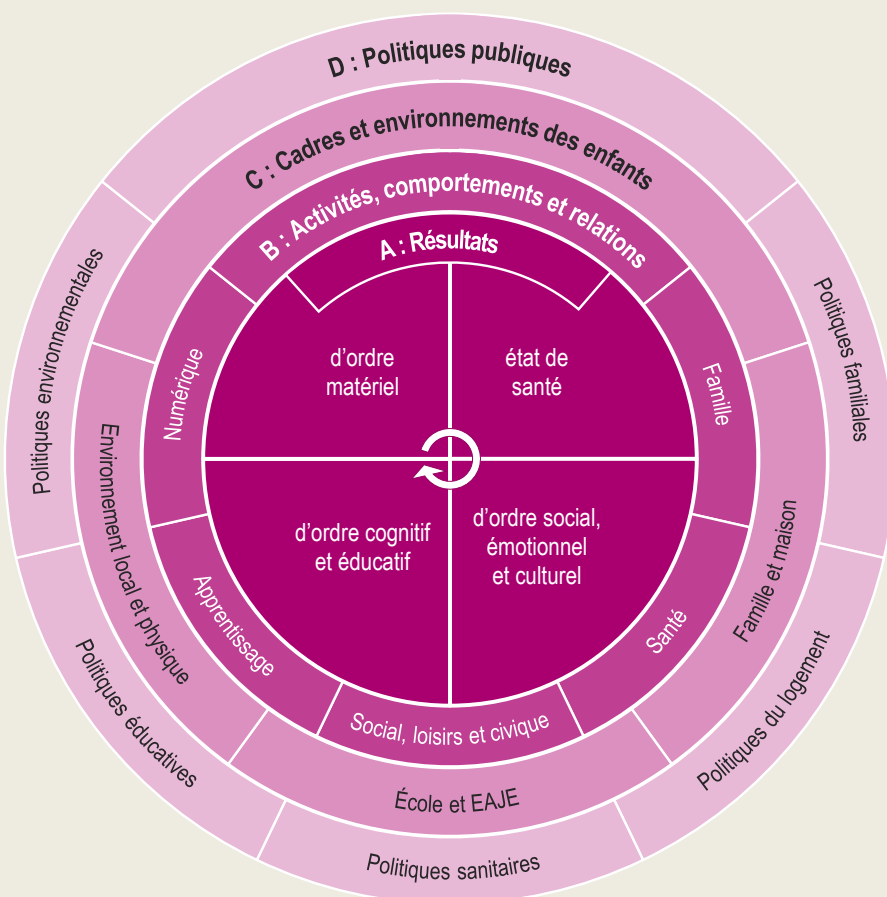 D : Politiques publiques
C : Cadres et environnements des enfants
B : Activités, comportements et relations
A : Résultats
d'ordre
matériel
état de
santé
d'ordre cognitif
et éducatif
d'ordre social,
émotionnel
et culturel
Numérique
Famille
Apprentissage
Santé
Social, loisirs et civique
Environnement local et physique
Famille et maison
École et EAJE
Politiques environnementales
Politiques familiales
Politiques éducatives
Politiques du logement
Politiques sanitaires